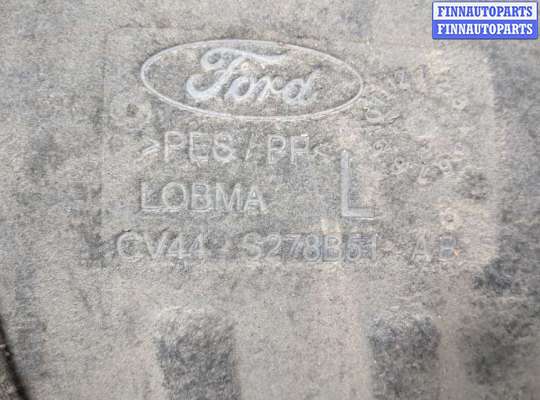 FINNAUTOPARTS
FINNAUTOPARTS
Ford
>PES/PP<
LOBMA
L
CV44-S278B51-AB